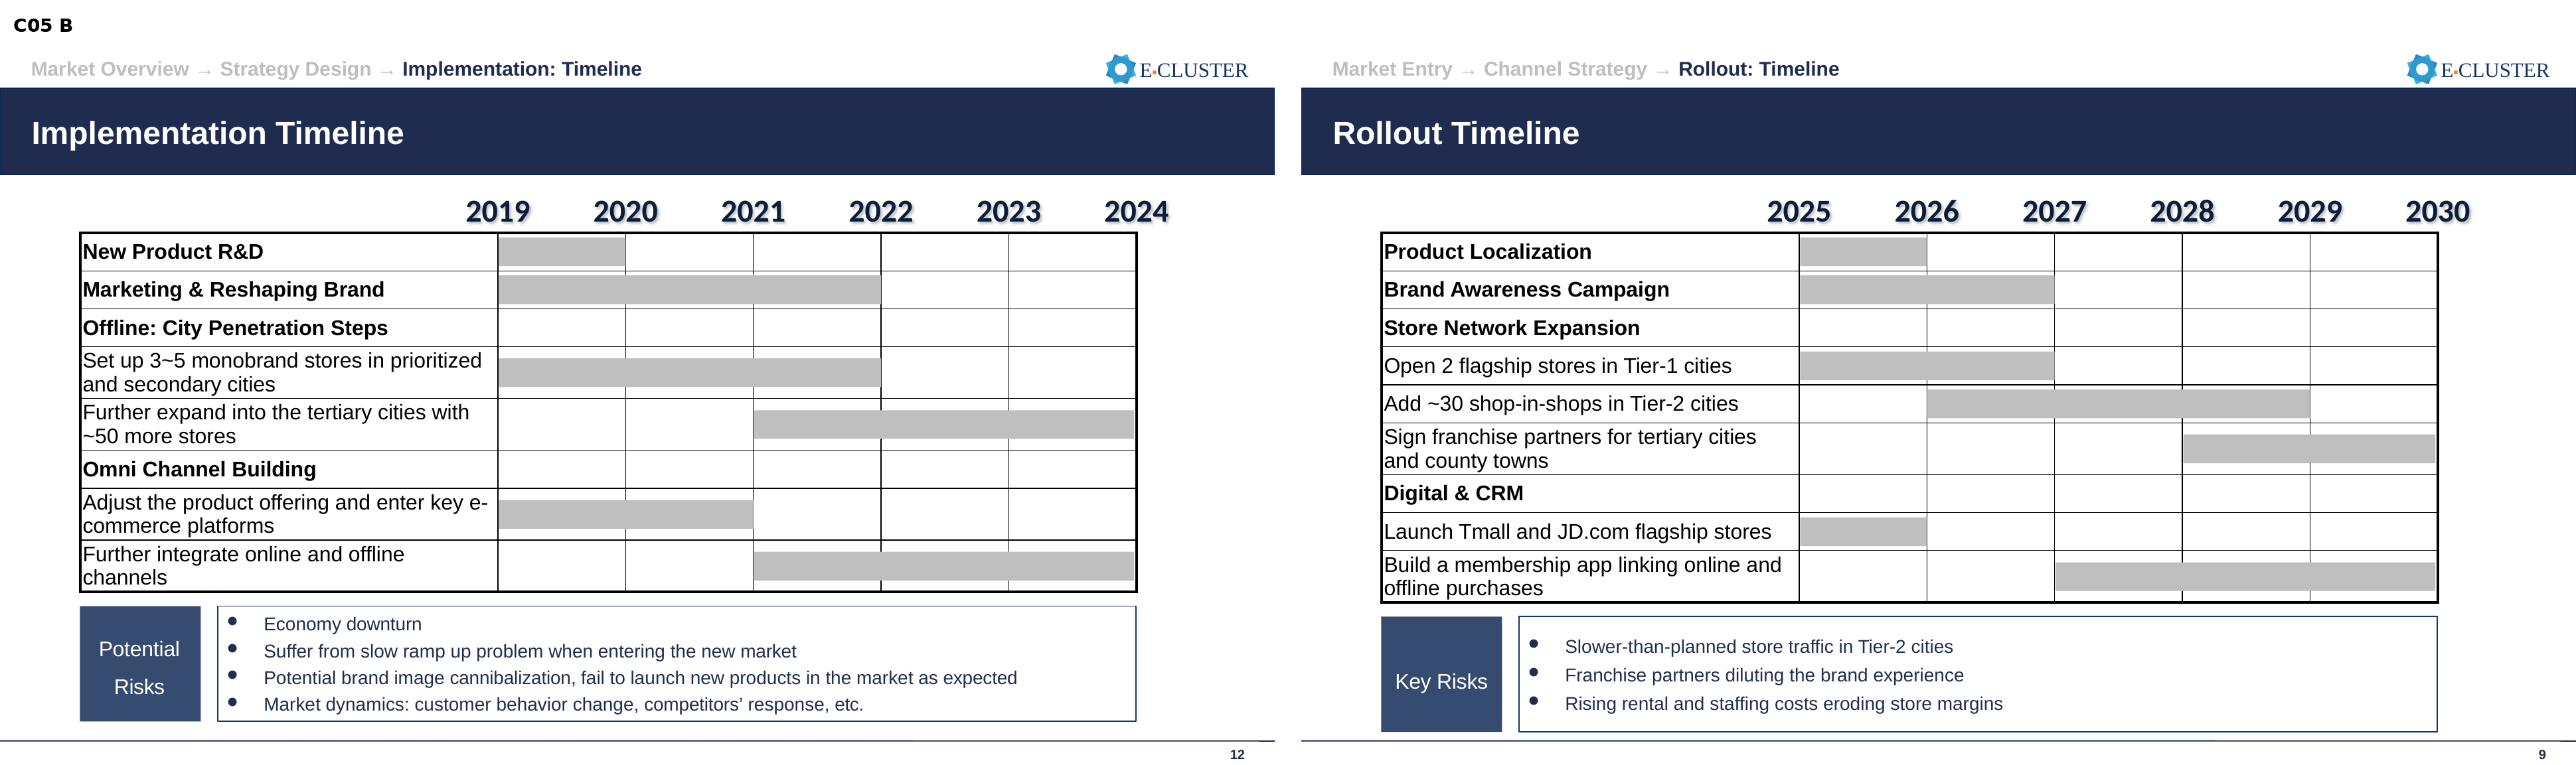 C05 B
Market Overview → Strategy Design → Implementation: Timeline
E-CLUSTER
Implementation Timeline
2019 2020 2021 2022 2023 2024
New Product R&D
Marketing & Reshaping Brand
Offline: City Penetration Steps
Set up 3~5 monobrand stores in prioritized
and secondary cities
Further expand into the tertiary cities with
~50 more stores
Omni Channel Building
Adjust the product offering and enter key e-
commerce platforms
Further integrate online and offline
channels
Potential
Risks
• Economy downturn
• Suffer from slow ramp up problem when entering the new market
• Potential brand image cannibalization, fail to launch new products in the market as expected
• Market dynamics: customer behavior change, competitors’ response, etc.
12
Market Entry → Channel Strategy → Rollout: Timeline
E-CLUSTER
Rollout Timeline
2025 2026 2027 2028 2029 2030
Product Localization
Brand Awareness Campaign
Store Network Expansion
Open 2 flagship stores in Tier-1 cities
Add ~30 shop-in-shops in Tier-2 cities
Sign franchise partners for tertiary cities
and county towns
Digital & CRM
Launch Tmall and JD.com flagship stores
Build a membership app linking online and
offline purchases
Key Risks
• Slower-than-planned store traffic in Tier-2 cities
• Franchise partners diluting the brand experience
• Rising rental and staffing costs eroding store margins
9